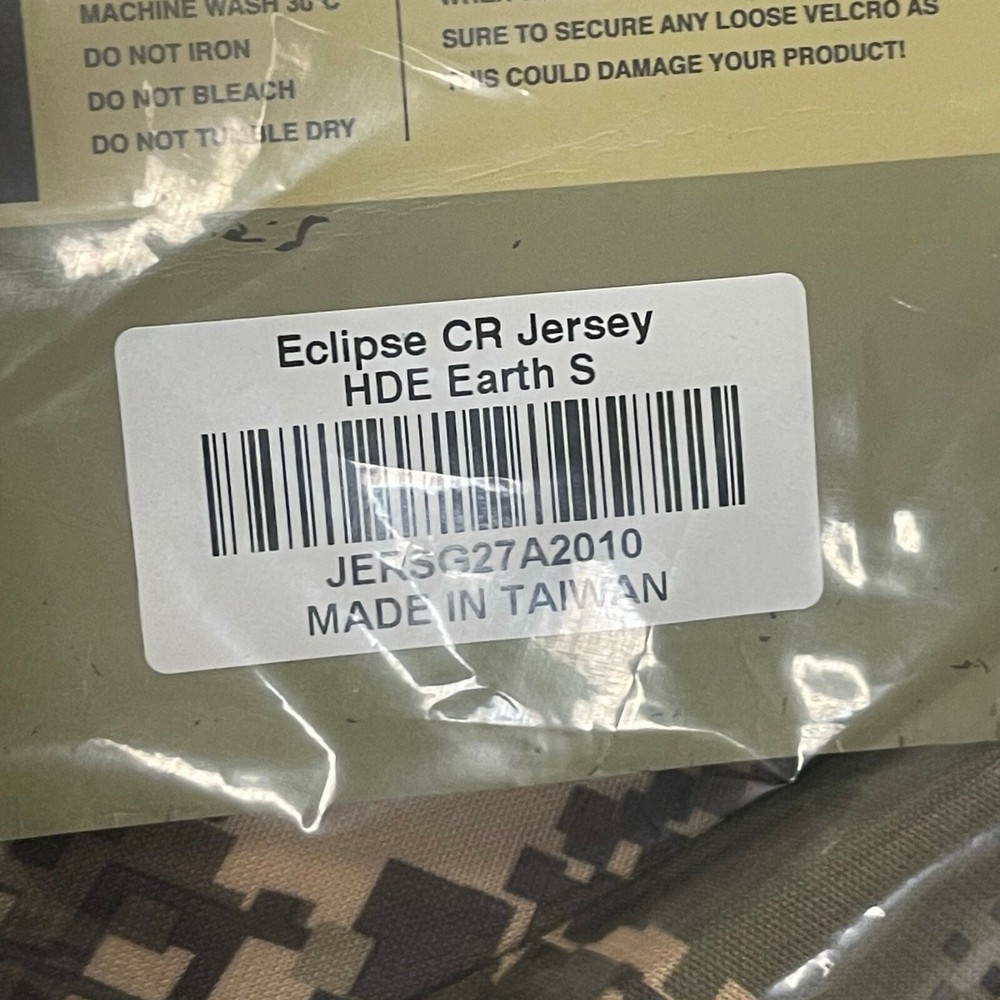 MACHINE WASH 30°C
DO NOT IRON
DO NOT BLEACH
DO NOT TUMBLE DRY
SURE TO SECURE ANY LOOSE VELCRO AS
THIS COULD DAMAGE YOUR PRODUCT!
Eclipse CR Jersey
HDE Earth S
JERSG27A2010
MADE IN TAIWAN